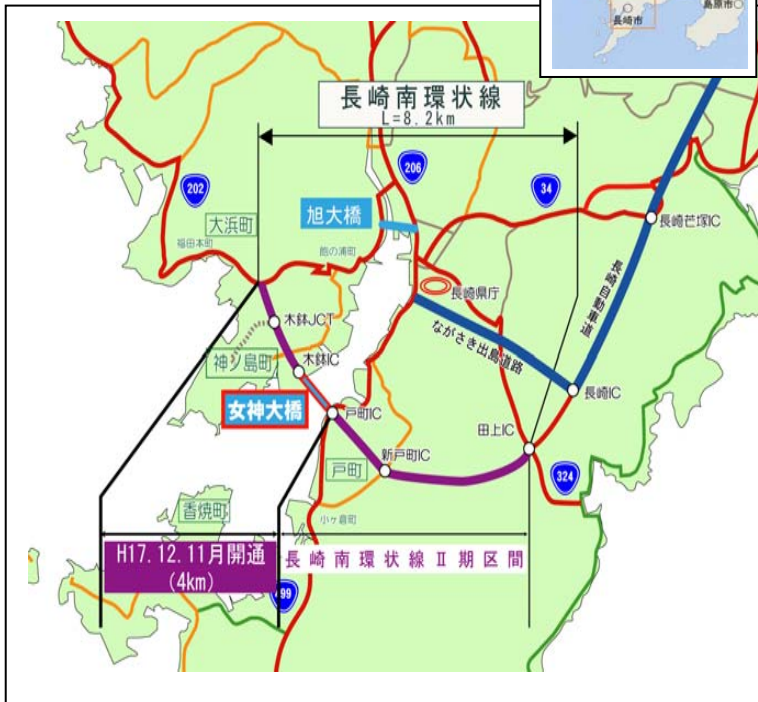 長崎市
島原市
長崎南環状線
L=8.2km
202
206
34
大浜町
旭大橋
福田本町
飽の浦町
長崎芒塚IC
長崎県庁
長崎自動車道
木鉢JCT
ながさき出島道路
神ノ島町
木鉢IC
長崎IC
女神大橋
戸町IC
田上IC
新戸町IC
戸町
324
香焼町
小ヶ倉町
H17.12.11月開通
(4km)
長崎南環状線Ⅱ期区間
99